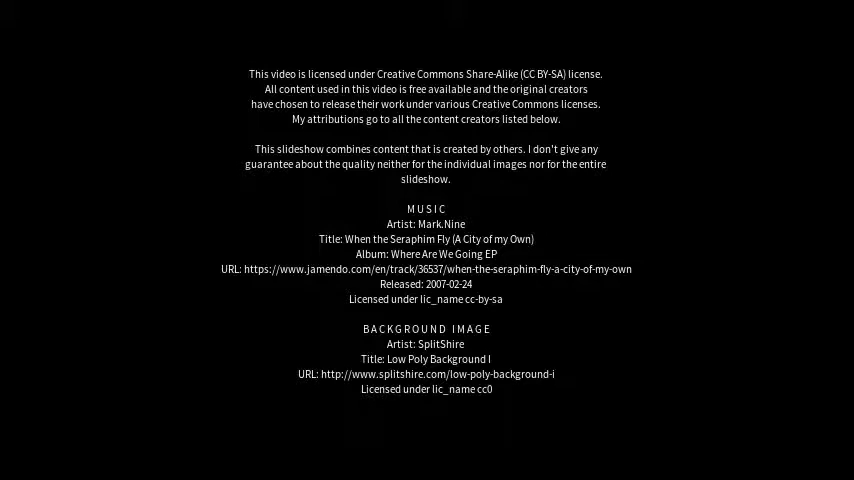 This video is licensed under Creative Commons Share-Alike (CC BY-SA) license.
All content used in this video is free available and the original creators
have chosen to release their work under various Creative Commons licenses.
My attributions go to all the content creators listed below.
This slideshow combines content that is created by others. I don't give any
guarantee about the quality neither for the individual images nor for the entire
slideshow.
MUSIC
Artist: Mark.Nine
Title: When the Seraphim Fly (A City of my Own)
Album: Where Are We Going EP
URL: https://www.jamendo.com/en/track/36537/when-the-seraphim-fly-a-city-of-my-own
Released: 2007-02-24
Licensed under lic_name cc-by-sa
BACKGROUND IMAGE
Artist: SplitShire
Title: Low Poly Background I
URL: http://www.splitshire.com/low-poly-background-i
Licensed under lic_name cc0